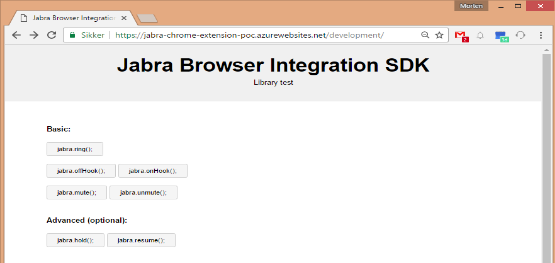 Morten
Jabra Browser Integration
Sikker https://jabra-chrome-extension-poc.azurewebsites.net/development/
Jabra Browser Integration SDK
Library test
Basic:
jabra.ring();
jabra.offHook(); jabra.onHook();
jabra.mute(); jabra.unmute();
Advanced (optional):
jabra.hold(); jabra.resume();